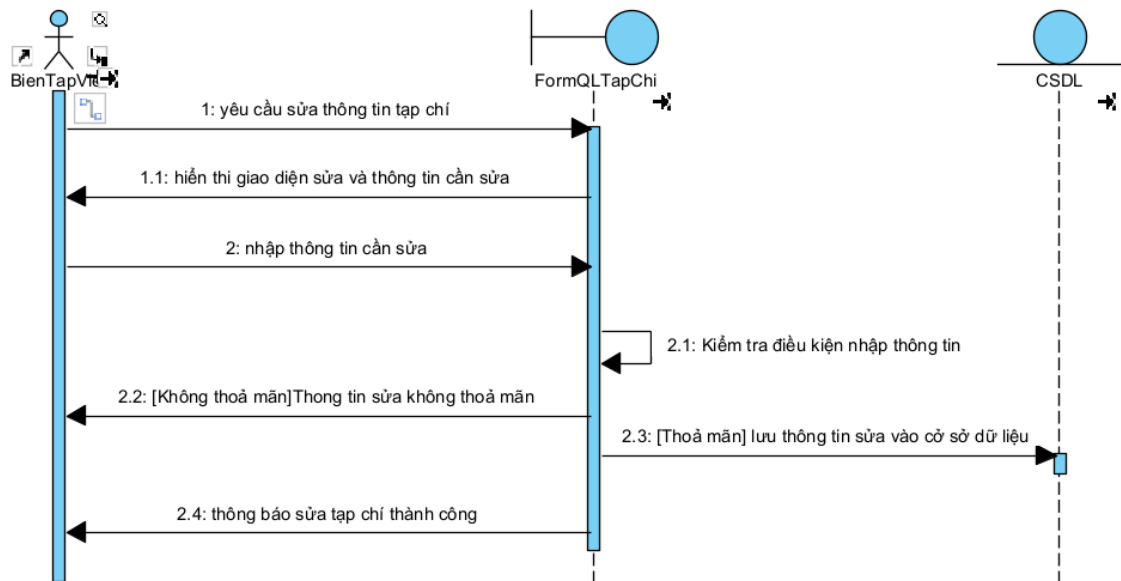 BienTapVie
FormQLTapChi
CSDL
1: yêu cầu sửa thông tin tạp chí
1.1: hiển thi giao diện sửa và thông tin cần sửa
2: nhập thông tin cần sửa
2.1: Kiểm tra điều kiện nhập thông tin
2.2: [Không thoả mãn]Thong tin sửa không thoả mãn
2.3: [Thoả mãn] lưu thông tin sửa vào cở sở dữ liệu
2.4: thông báo sửa tạp chí thành công